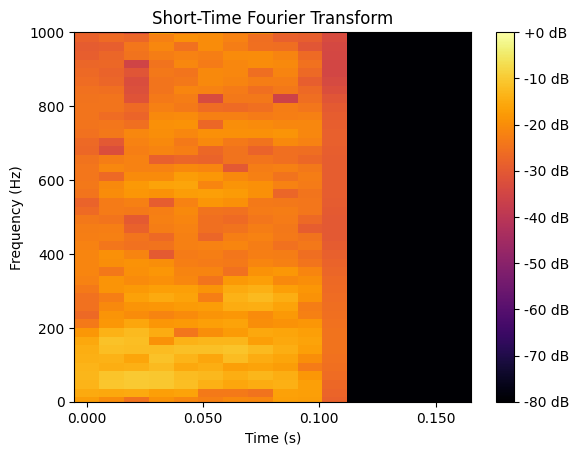 Short-Time Fourier Transform
1000
800
600
400
200
0
Frequency (Hz)
0.000
0.050
0.100
0.150
Time (s)
+0 dB
-10 dB
-20 dB
-30 dB
-40 dB
-50 dB
-60 dB
-70 dB
-80 dB